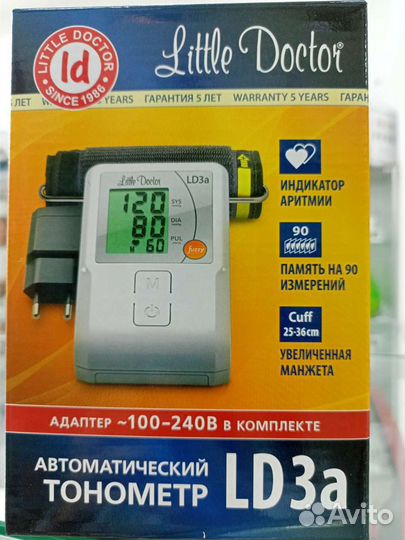 LITTLE DOCTOR
ld
SINCE 1986
Little Doctor®
5 ЛЕТ WARRANTY 5 YEARS ГАРАНТИЯ 5 ЛЕТ WARRANTY 5 YEARS ГАРАН
Little Doctor LD3a
120 SYS
80 DIA
60 PUL
fuzzy
M
ИНДИКАТОР
АРИТМИИ
90
ПАМЯТЬ НА 90
ИЗМЕРЕНИЙ
Cuff
25-36cm
УВЕЛИЧЕННАЯ
МАНЖЕТА
АДАПТЕР ~100-240В В КОМПЛЕКТЕ
АВТОМАТИЧЕСКИЙ
ТОНОМЕТР LD3a
Avito